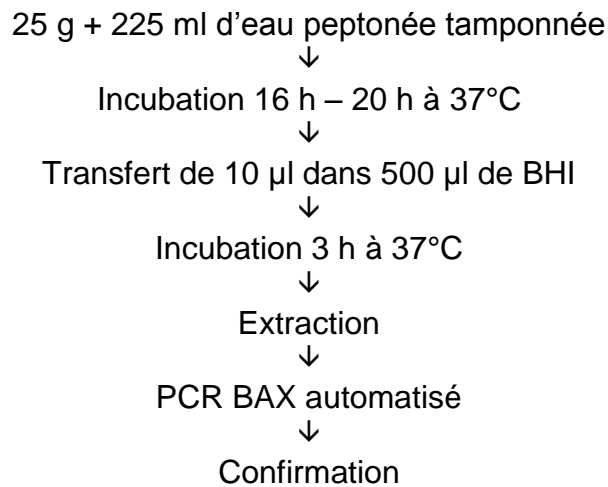 25 g + 225 ml d'eau peptonée tamponnée
↓
Incubation 16 h – 20 h à 37°C
↓
Transfert de 10 µl dans 500 µl de BHI
↓
Incubation 3 h à 37°C
↓
Extraction
↓
PCR BAX automatisé
↓
Confirmation